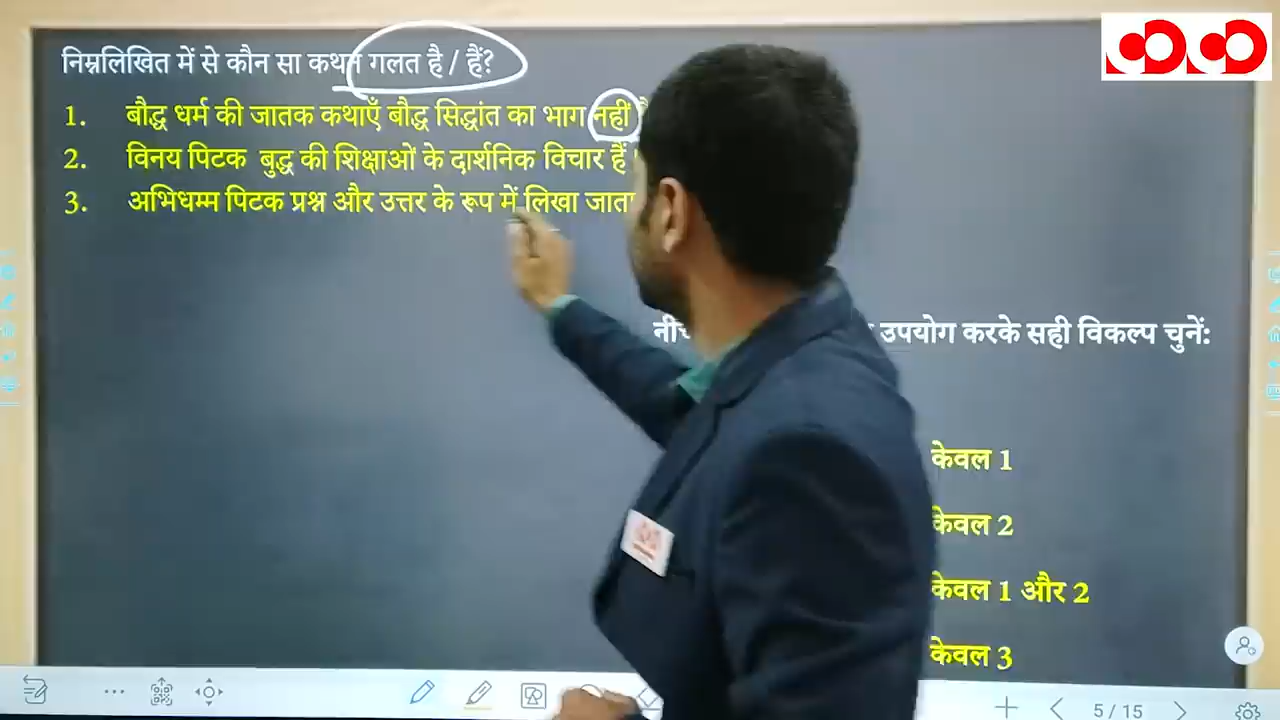 निम्नलिखित में से कौन सा कथन गलत है / हैं?
1. बौद्ध धर्म की जातक कथाएँ बौद्ध सिद्धांत का भाग नहीं
2. विनय पिटक बुद्ध की शिक्षाओं के दार्शनिक विचार हैं
3. अभिधम्म पिटक प्रश्न और उत्तर के रूप में लिखा जाता
उपयोग करके सही विकल्प चुनें:
केवल 1
केवल 2
केवल 1 और 2
केवल 3
5 / 15